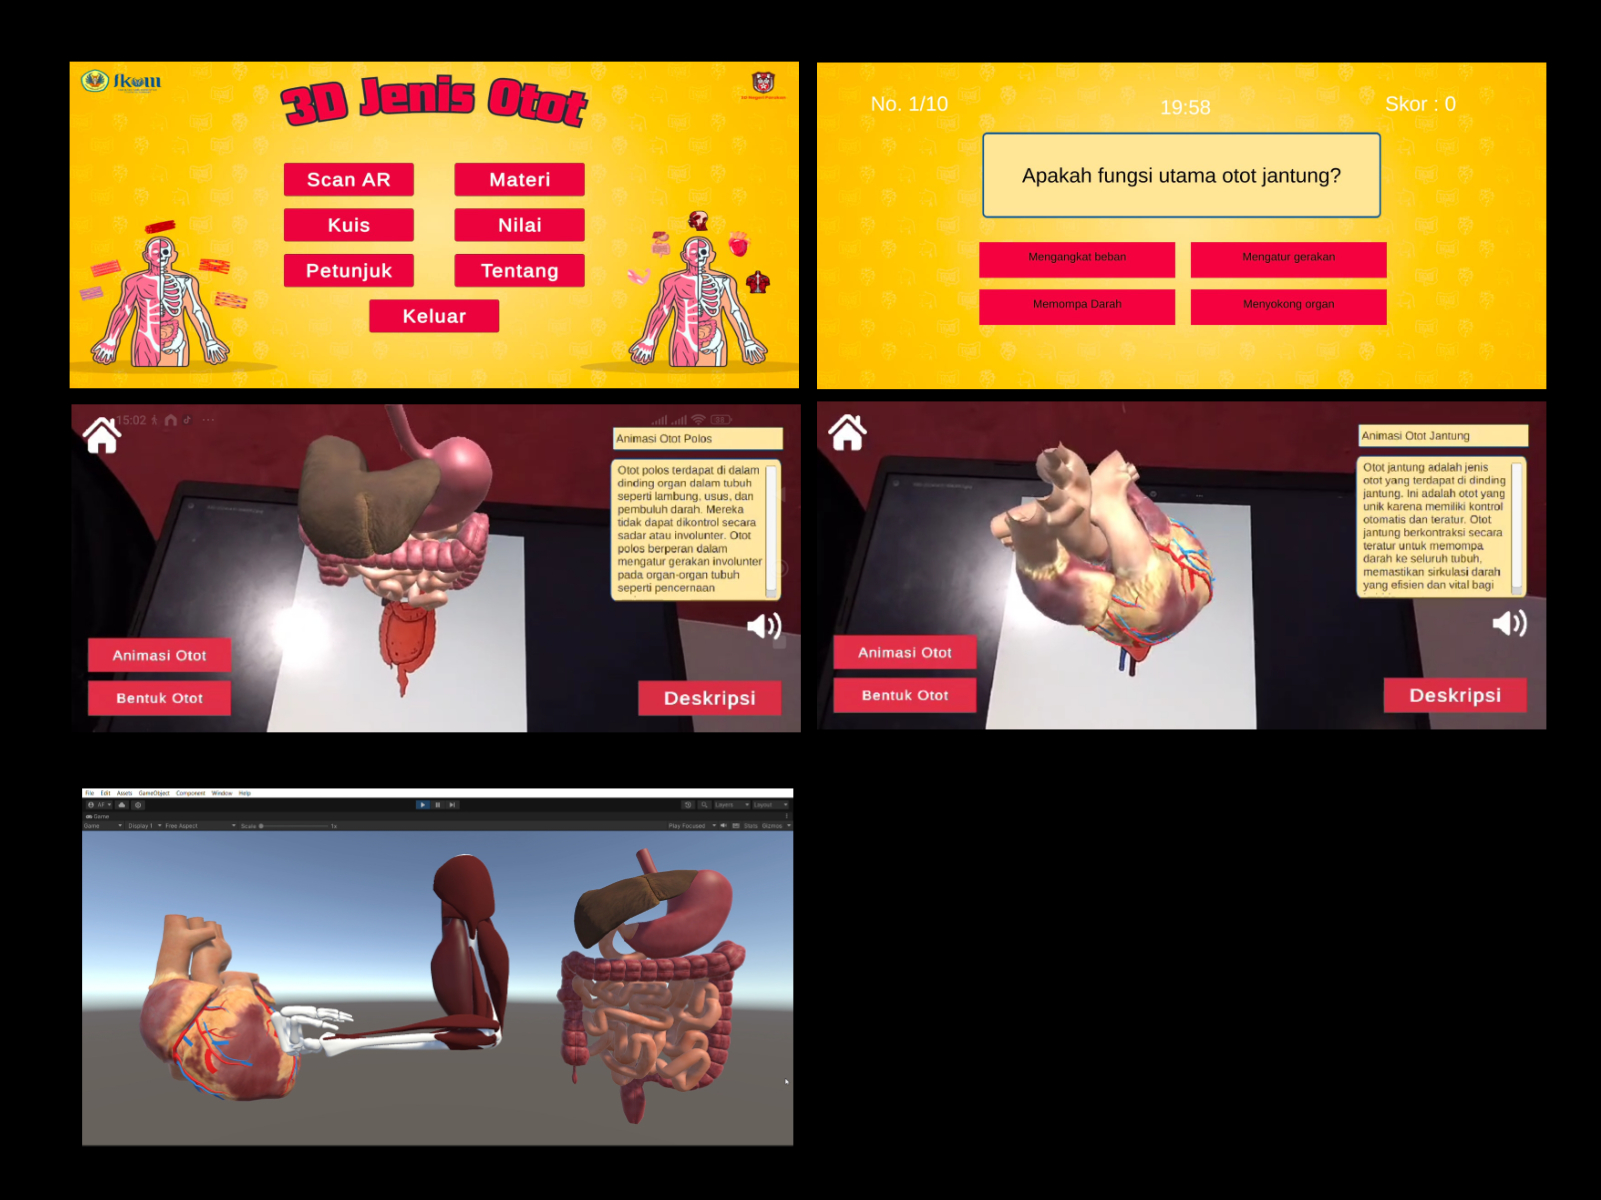 fkom
3D Jenis Otot
Scan AR
Materi
Kuis
Nilai
Petunjuk
Tentang
Keluar
No. 1/10
19:58
Skor : 0
Apakah fungsi utama otot jantung?
Mengangkat beban
Mengatur gerakan
Memompa Darah
Menyokong organ
15:02
Animasi Otot Polos
Otot polos terdapat di dalam
dinding organ dalam tubuh
seperti lambung, usus, dan
pembuluh darah. Mereka
tidak dapat dikontrol secara
sadar atau involunter. Otot
polos berperan dalam
mengatur gerakan involunter
pada organ-organ tubuh
seperti pencernaan
Animasi Otot
Bentuk Otot
Deskripsi
Animasi Otot Jantung
Otot jantung adalah jenis
otot yang terdapat di dinding
jantung. Ini adalah otot yang
unik karena memiliki kontrol
otomatis dan teratur. Otot
jantung berkontraksi secara
teratur untuk memompa
darah ke seluruh tubuh,
memastikan sirkulasi darah
yang efisien dan vital bagi
Animasi Otot
Bentuk Otot
Deskripsi
File Edit Assets GameObject Component Window Help
AF
Layers
Layout
Game
Game
Display 1
Free Aspect
Scale
1x
Play Focused
Stats
Gizmos